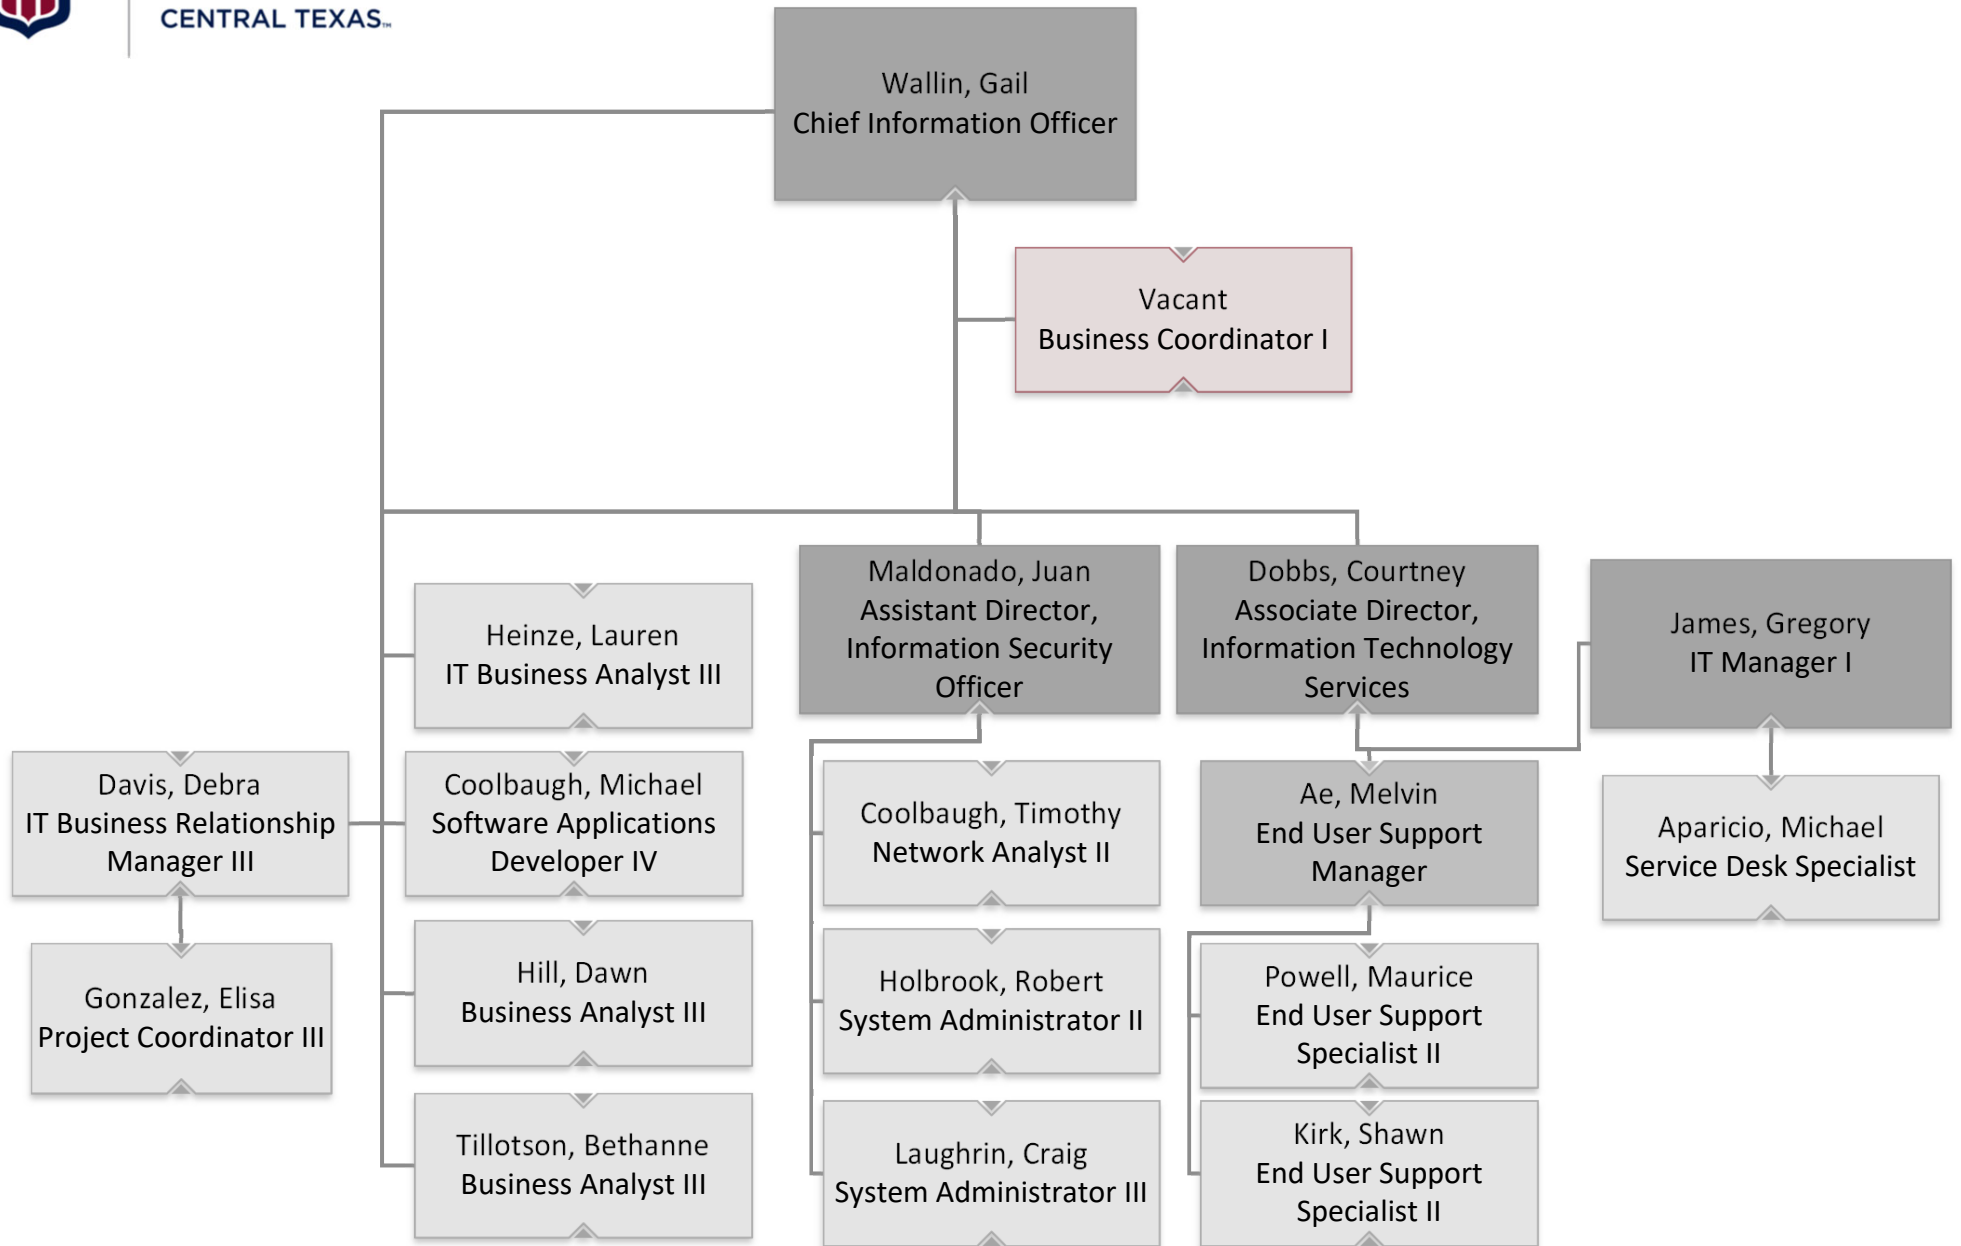 CENTRAL TEXAS™
Wallin, Gail
Chief Information Officer
Vacant
Business Coordinator I
Maldonado, Juan
Assistant Director,
Information Security
Officer
Dobbs, Courtney
Associate Director,
Information Technology
Services
James, Gregory
IT Manager I
Heinze, Lauren
IT Business Analyst III
Davis, Debra
IT Business Relationship
Manager III
Coolbaugh, Michael
Software Applications
Developer IV
Coolbaugh, Timothy
Network Analyst II
Ae, Melvin
End User Support
Manager
Aparicio, Michael
Service Desk Specialist
Gonzalez, Elisa
Project Coordinator III
Hill, Dawn
Business Analyst III
Holbrook, Robert
System Administrator II
Powell, Maurice
End User Support
Specialist II
Tillotson, Bethanne
Business Analyst III
Laughrin, Craig
System Administrator III
Kirk, Shawn
End User Support
Specialist II